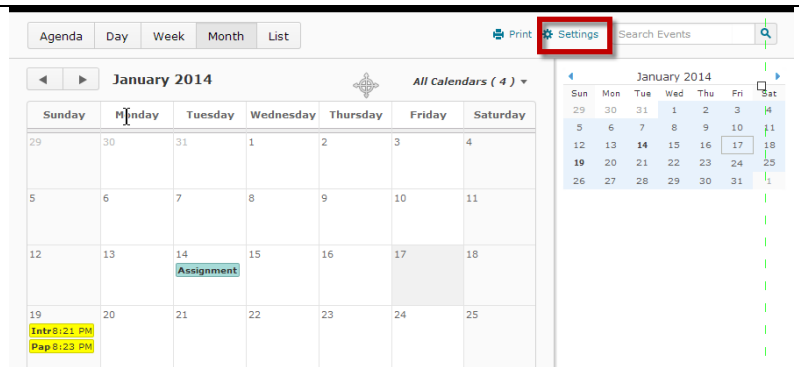 Agenda Day Week Month List Print Settings Search Events
January 2014 All Calendars ( 4 )
Sunday Monday Tuesday Wednesday Thursday Friday Saturday
29 30 31 1 2 3 4
5 6 7 8 9 10 11
12 13 14 15 16 17 18
Assignment
19 20 21 22 23 24 25
Intr 8:21 PM
Pap 8:23 PM
January 2014
Sun Mon Tue Wed Thu Fri Sat
29 30 31 1 2 3 4
5 6 7 8 9 10 11
12 13 14 15 16 17 18
19 20 21 22 23 24 25
26 27 28 29 30 31 1